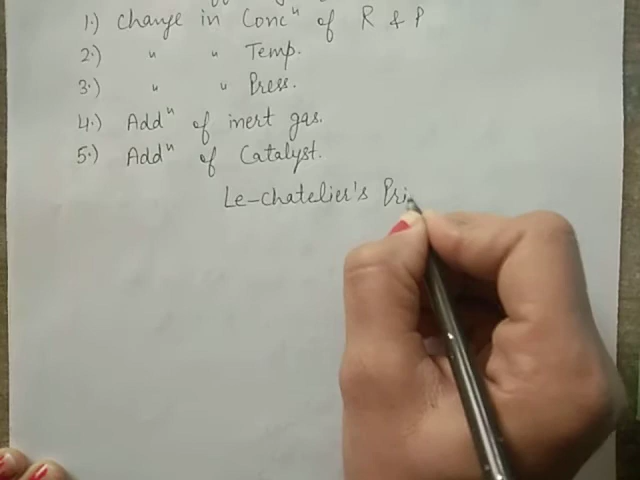 1.) Change in Concⁿ of R & P
2.) " " Temp.
3.) " " Press.
4.) Addⁿ of inert gas.
5.) Addⁿ of Catalyst.
Le-chatelier's Pri